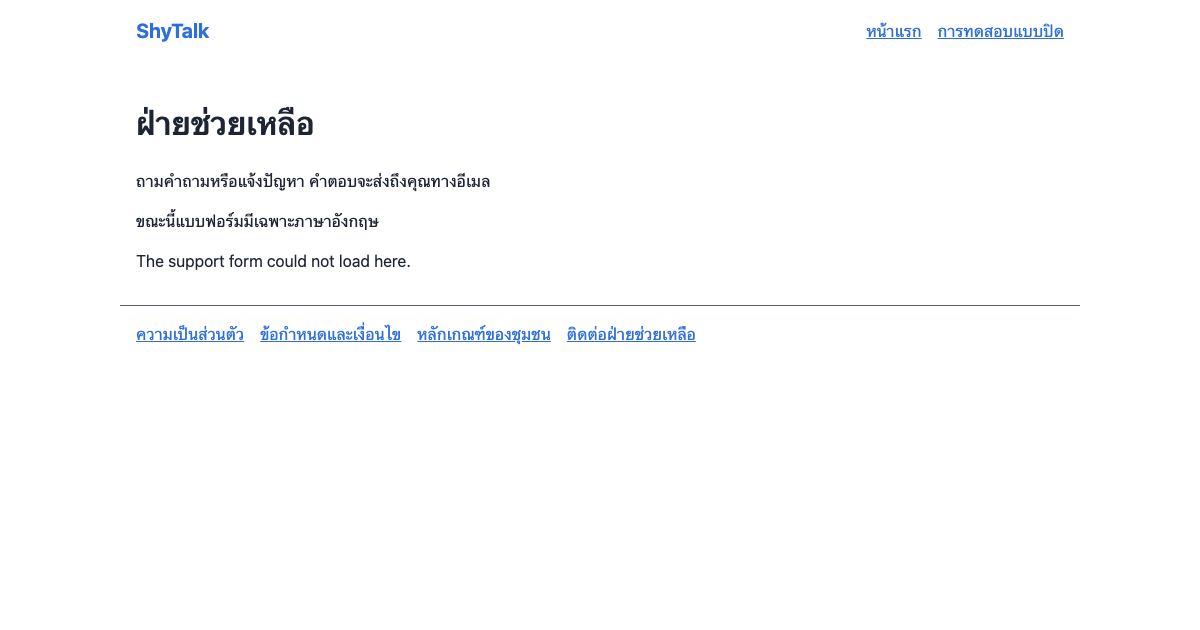 ShyTalk
หน้าแรก การทดสอบแบบปิด
ฝ่ายช่วยเหลือ
ถามคำถามหรือแจ้งปัญหา คำตอบจะส่งถึงคุณทางอีเมล
ขณะนี้แบบฟอร์มมีเฉพาะภาษาอังกฤษ
The support form could not load here.
ความเป็นส่วนตัว ข้อกำหนดและเงื่อนไข หลักเกณฑ์ของชุมชน ติดต่อฝ่ายช่วยเหลือ